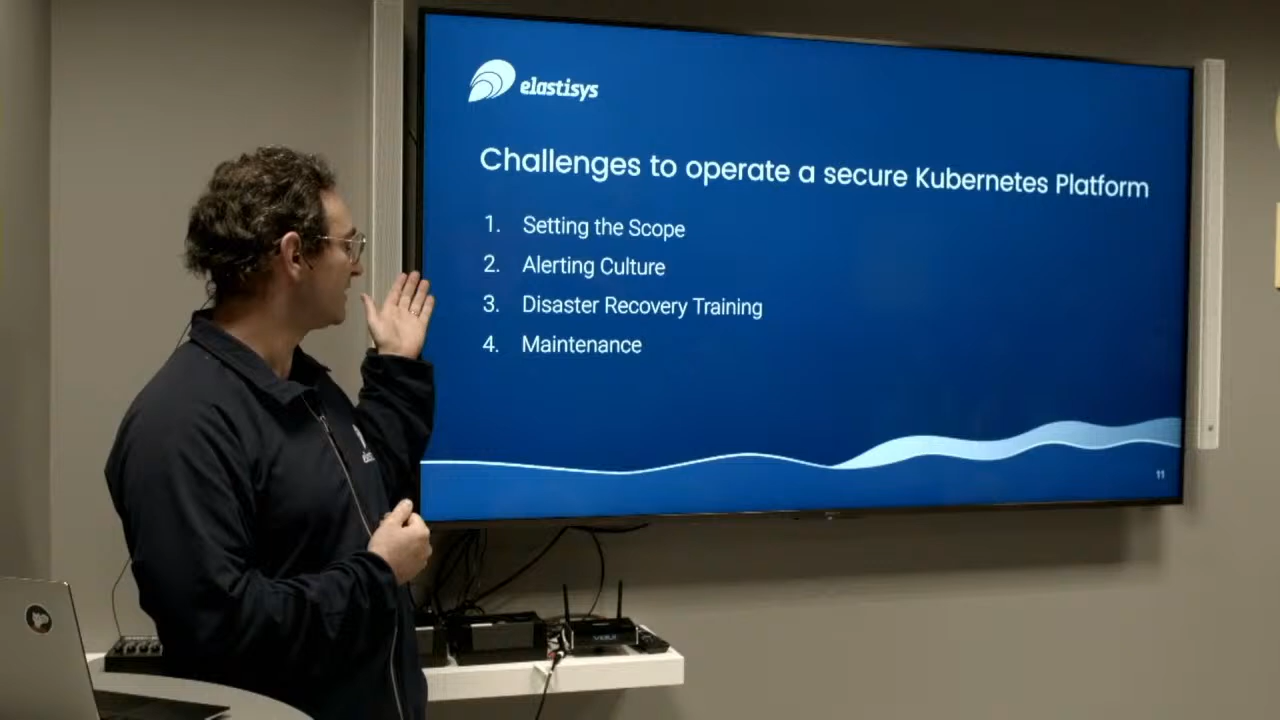 elastisys
Challenges to operate a secure Kubernetes Platform
1. Setting the Scope
2. Alerting Culture
3. Disaster Recovery Training
4. Maintenance
11